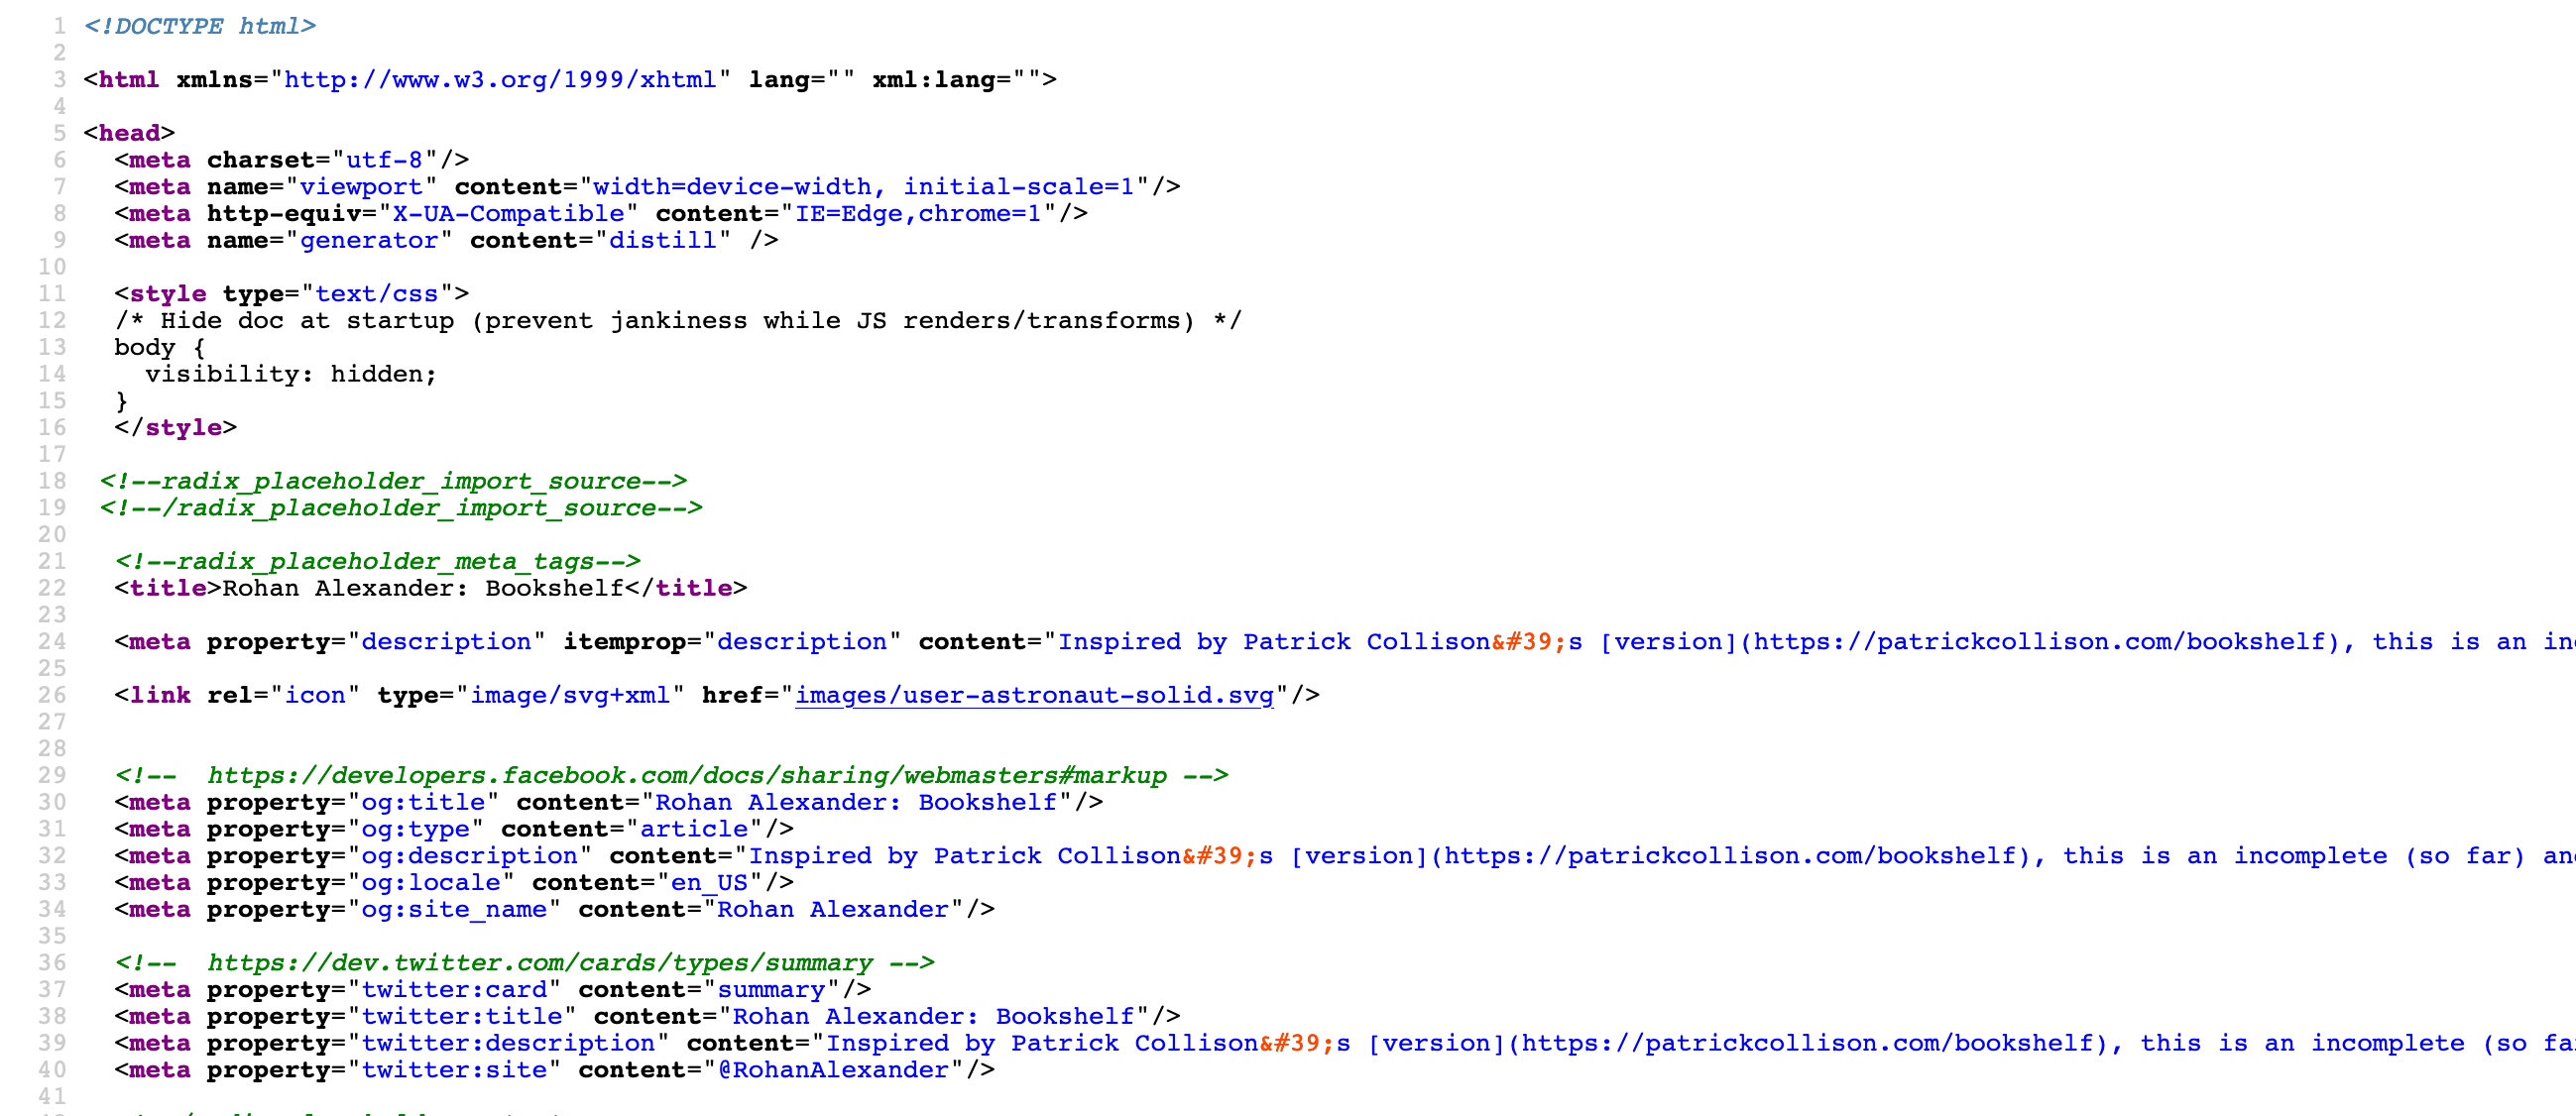 1 <!DOCTYPE html>
2
3 <html xmlns="http://www.w3.org/1999/xhtml" lang="" xml:lang="">
4
5 <head>
6   <meta charset="utf-8"/>
7   <meta name="viewport" content="width=device-width, initial-scale=1"/>
8   <meta http-equiv="X-UA-Compatible" content="IE=Edge,chrome=1"/>
9   <meta name="generator" content="distill" />
10
11   <style type="text/css">
12   /* Hide doc at startup (prevent jankiness while JS renders/transforms) */
13   body {
14     visibility: hidden;
15   }
16   </style>
17
18  <!--radix_placeholder_import_source-->
19  <!--/radix_placeholder_import_source-->
20
21   <!--radix_placeholder_meta_tags-->
22   <title>Rohan Alexander: Bookshelf</title>
23
24   <meta property="description" itemprop="description" content="Inspired by Patrick Collison&#39;s [version](https://patrickcollison.com/bookshelf), this is an in
25
26   <link rel="icon" type="image/svg+xml" href="images/user-astronaut-solid.svg"/>
27
28
29   <!--  https://developers.facebook.com/docs/sharing/webmasters#markup -->
30   <meta property="og:title" content="Rohan Alexander: Bookshelf"/>
31   <meta property="og:type" content="article"/>
32   <meta property="og:description" content="Inspired by Patrick Collison&#39;s [version](https://patrickcollison.com/bookshelf), this is an incomplete (so far) an
33   <meta property="og:locale" content="en_US"/>
34   <meta property="og:site_name" content="Rohan Alexander"/>
35
36   <!--  https://dev.twitter.com/cards/types/summary -->
37   <meta property="twitter:card" content="summary"/>
38   <meta property="twitter:title" content="Rohan Alexander: Bookshelf"/>
39   <meta property="twitter:description" content="Inspired by Patrick Collison&#39;s [version](https://patrickcollison.com/bookshelf), this is an incomplete (so fa
40   <meta property="twitter:site" content="@RohanAlexander"/>
41